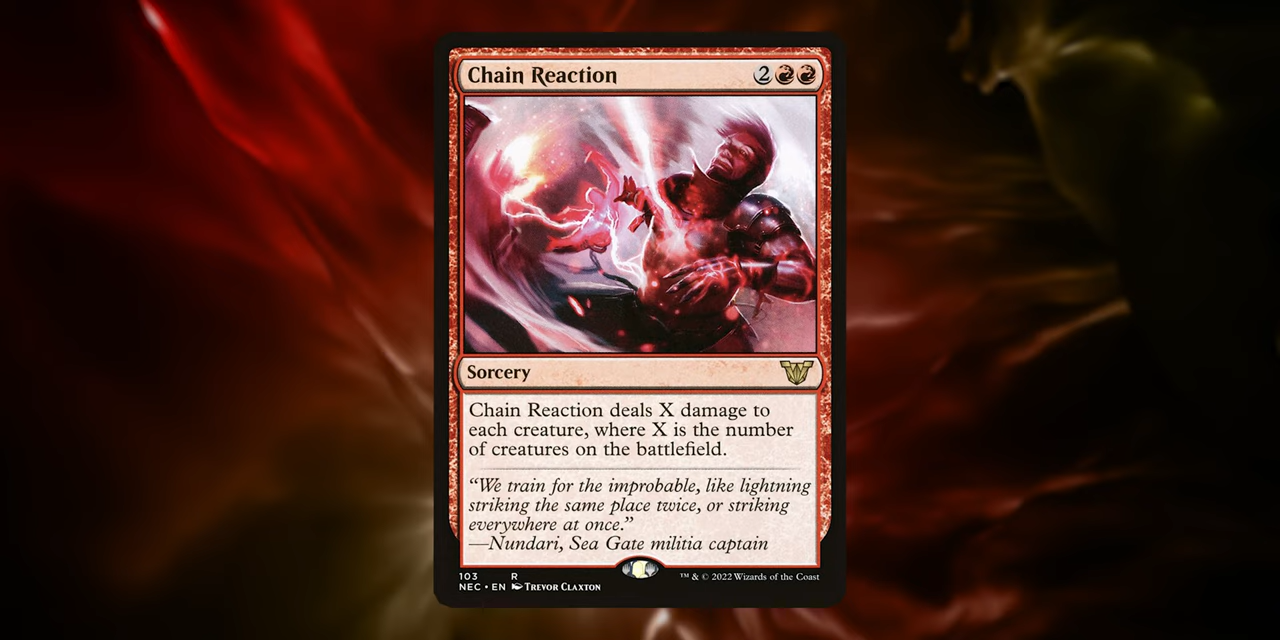 Chain Reaction 2
Sorcery
Chain Reaction deals X damage to
each creature, where X is the number
of creatures on the battlefield.
“We train for the improbable, like lightning
striking the same place twice, or striking
everywhere at once.”
—Nundari, Sea Gate militia captain
103 R
NEC • EN Trevor Claxton
™ & © 2022 Wizards of the Coast